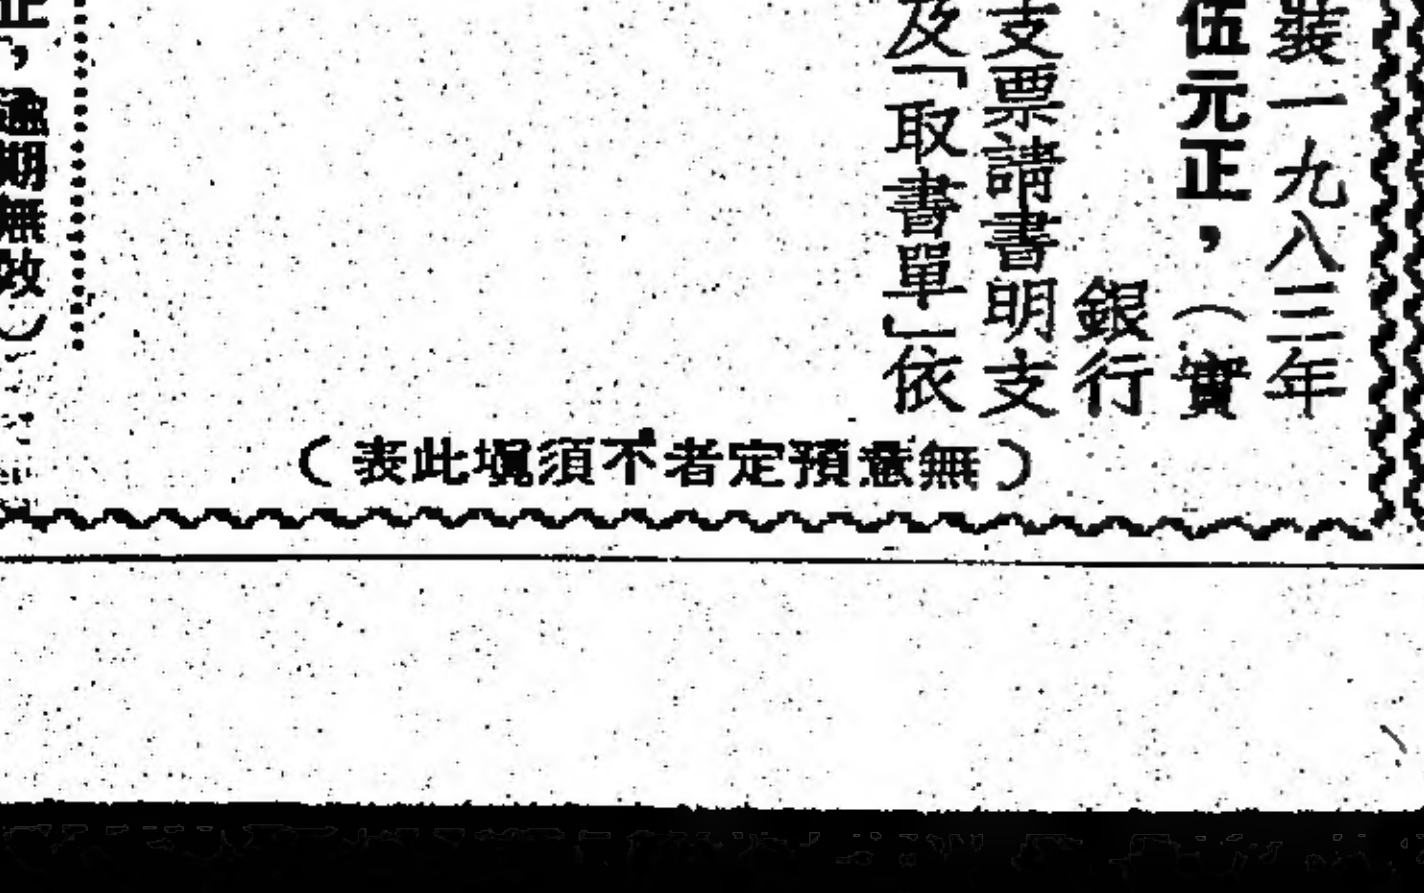 裝一九八三年
伍元正，（實
銀行
支票請書明支
及「取書單」依
（無意預定者不須塡此表）
正，逾期無效）